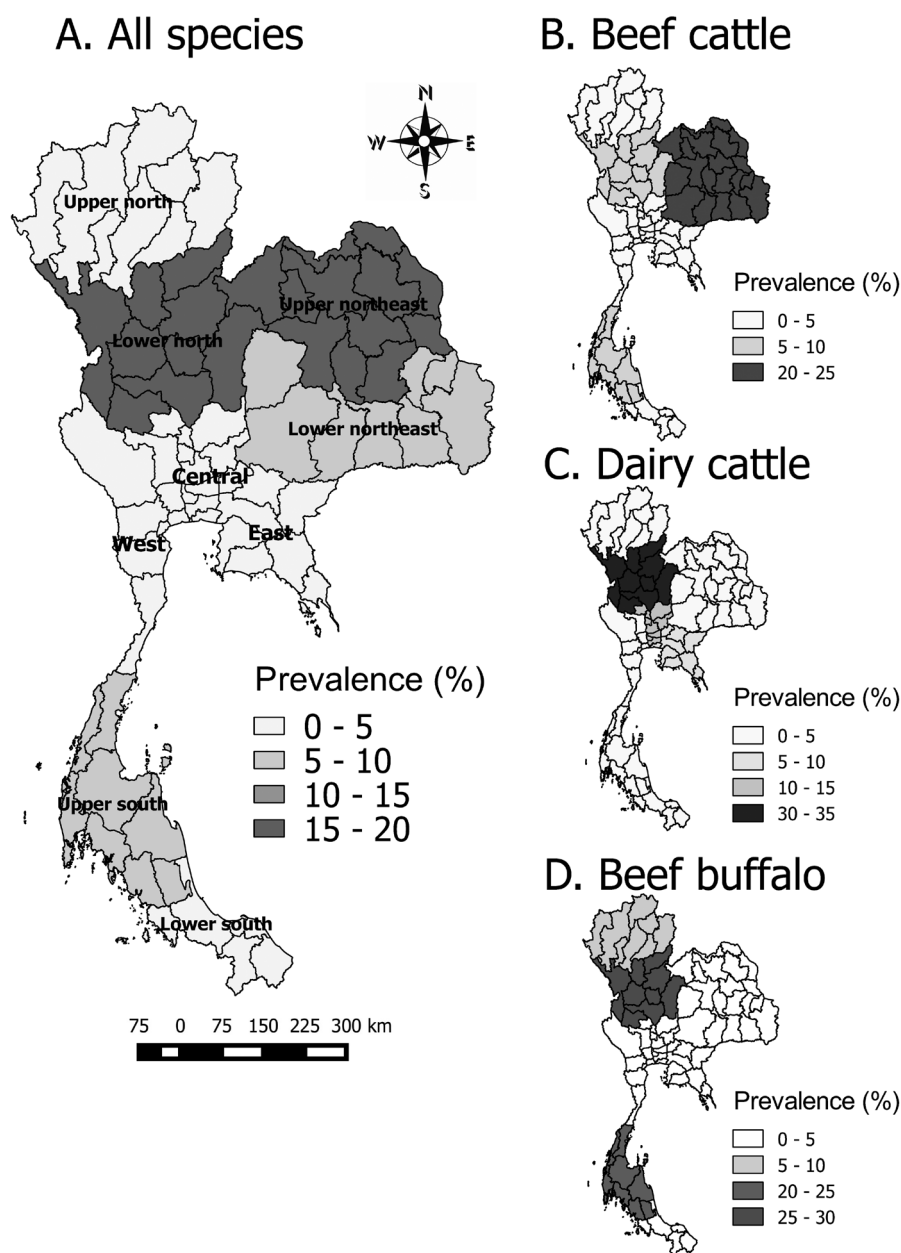 A. All species
N
W
E
S
Upper north
Upper northeast
Lower north
Lower northeast
Central
West
East
Prevalence (%)
0 - 5
5 - 10
10 - 15
15 - 20
Upper south
Lower south
75 0 75 150 225 300 km
B. Beef cattle
Prevalence (%)
0 - 5
5 - 10
20 - 25
C. Dairy cattle
Prevalence (%)
0 - 5
5 - 10
10 - 15
30 - 35
D. Beef buffalo
Prevalence (%)
0 - 5
5 - 10
20 - 25
25 - 30